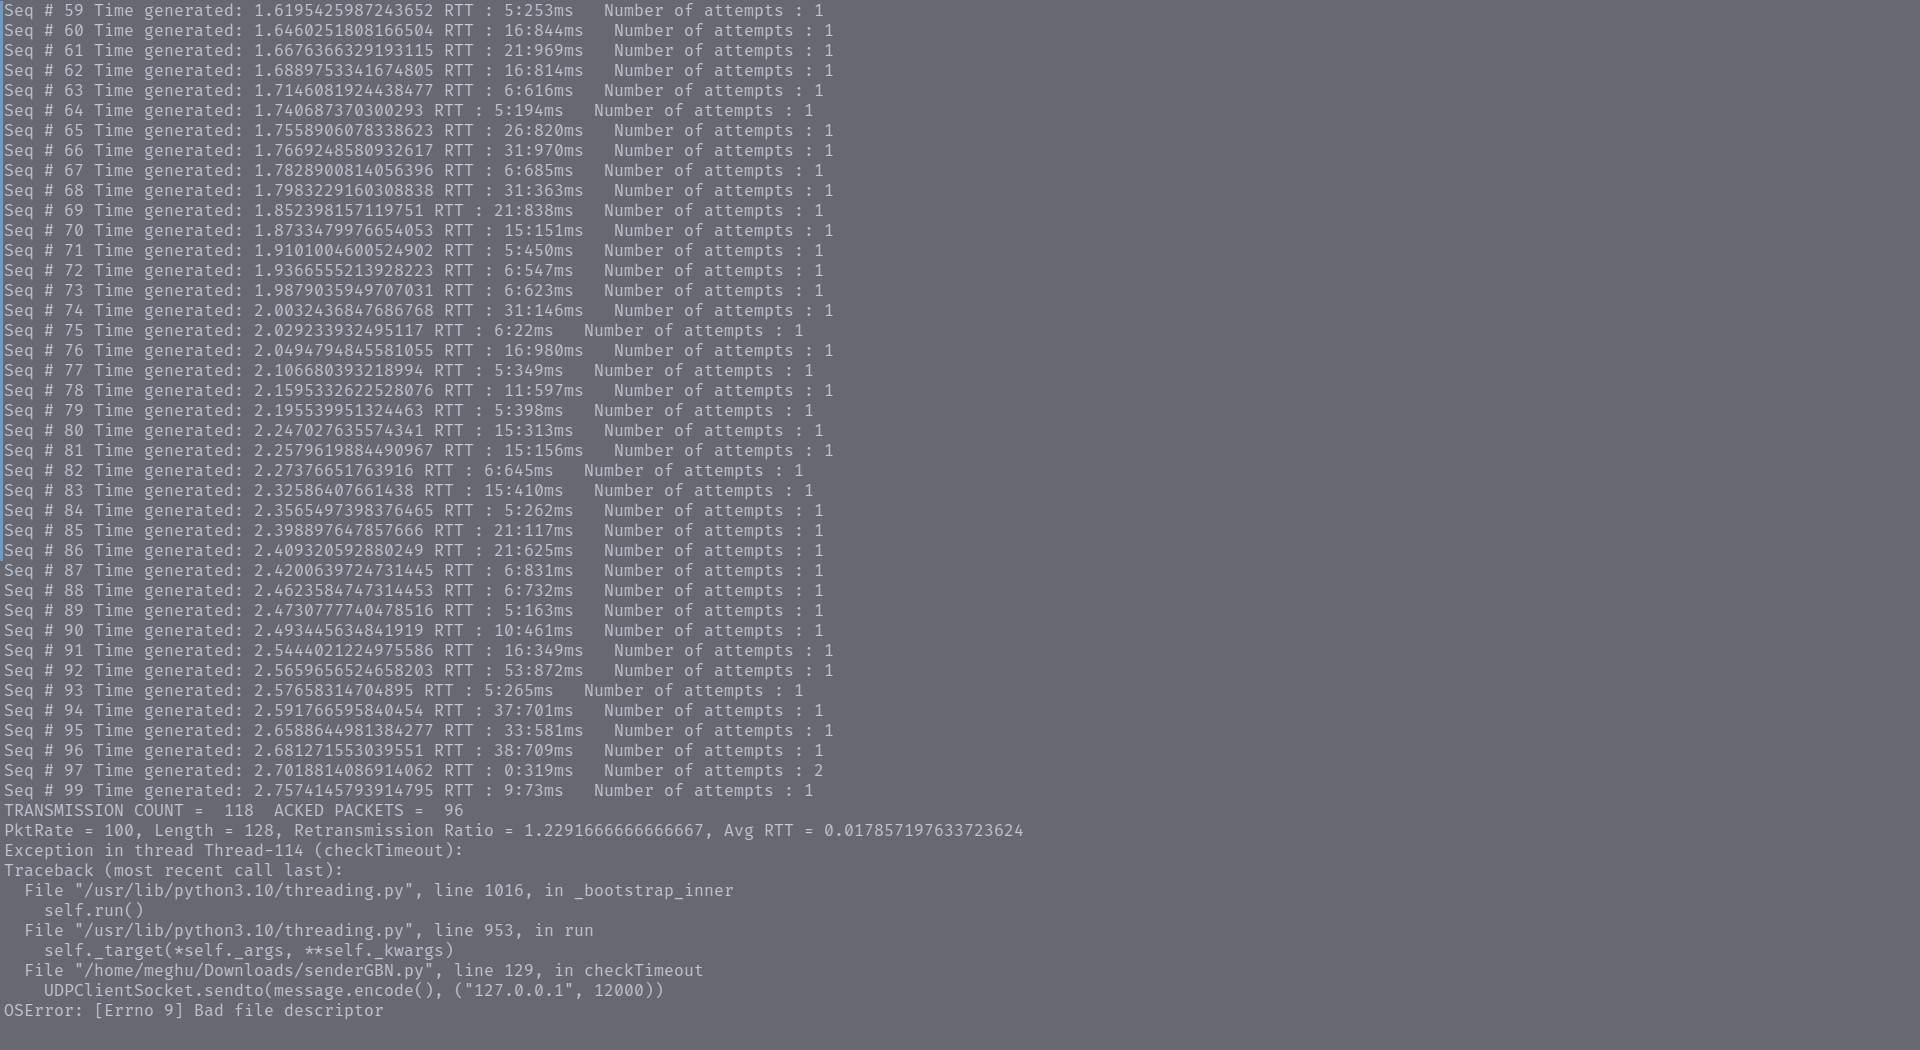 Seq # 59 Time generated: 1.6195425987243652 RTT : 5:253ms   Number of attempts : 1
Seq # 60 Time generated: 1.6460251808166504 RTT : 16:844ms   Number of attempts : 1
Seq # 61 Time generated: 1.6676366329193115 RTT : 21:969ms   Number of attempts : 1
Seq # 62 Time generated: 1.6889753341674805 RTT : 16:814ms   Number of attempts : 1
Seq # 63 Time generated: 1.7146081924438477 RTT : 6:616ms   Number of attempts : 1
Seq # 64 Time generated: 1.740687370300293 RTT : 5:194ms   Number of attempts : 1
Seq # 65 Time generated: 1.7558906078338623 RTT : 26:820ms   Number of attempts : 1
Seq # 66 Time generated: 1.7669248580932617 RTT : 31:970ms   Number of attempts : 1
Seq # 67 Time generated: 1.7828900814056396 RTT : 6:685ms   Number of attempts : 1
Seq # 68 Time generated: 1.7983229160308838 RTT : 31:363ms   Number of attempts : 1
Seq # 69 Time generated: 1.852398157119751 RTT : 21:838ms   Number of attempts : 1
Seq # 70 Time generated: 1.8733479976654053 RTT : 15:151ms   Number of attempts : 1
Seq # 71 Time generated: 1.9101004600524902 RTT : 5:450ms   Number of attempts : 1
Seq # 72 Time generated: 1.9366555213928223 RTT : 6:547ms   Number of attempts : 1
Seq # 73 Time generated: 1.9879035949707031 RTT : 6:623ms   Number of attempts : 1
Seq # 74 Time generated: 2.0032436847686768 RTT : 31:146ms   Number of attempts : 1
Seq # 75 Time generated: 2.029233932495117 RTT : 6:22ms   Number of attempts : 1
Seq # 76 Time generated: 2.0494794845581055 RTT : 16:980ms   Number of attempts : 1
Seq # 77 Time generated: 2.106680393218994 RTT : 5:349ms   Number of attempts : 1
Seq # 78 Time generated: 2.1595332622528076 RTT : 11:597ms   Number of attempts : 1
Seq # 79 Time generated: 2.195539951324463 RTT : 5:398ms   Number of attempts : 1
Seq # 80 Time generated: 2.247027635574341 RTT : 15:313ms   Number of attempts : 1
Seq # 81 Time generated: 2.2579619884490967 RTT : 15:156ms   Number of attempts : 1
Seq # 82 Time generated: 2.27376651763916 RTT : 6:645ms   Number of attempts : 1
Seq # 83 Time generated: 2.32586407661438 RTT : 15:410ms   Number of attempts : 1
Seq # 84 Time generated: 2.3565497398376465 RTT : 5:262ms   Number of attempts : 1
Seq # 85 Time generated: 2.398897647857666 RTT : 21:117ms   Number of attempts : 1
Seq # 86 Time generated: 2.409320592880249 RTT : 21:625ms   Number of attempts : 1
Seq # 87 Time generated: 2.4200639724731445 RTT : 6:831ms   Number of attempts : 1
Seq # 88 Time generated: 2.4623584747314453 RTT : 6:732ms   Number of attempts : 1
Seq # 89 Time generated: 2.4730777740478516 RTT : 5:163ms   Number of attempts : 1
Seq # 90 Time generated: 2.493445634841919 RTT : 10:461ms   Number of attempts : 1
Seq # 91 Time generated: 2.5444021224975586 RTT : 16:349ms   Number of attempts : 1
Seq # 92 Time generated: 2.5659656524658203 RTT : 53:872ms   Number of attempts : 1
Seq # 93 Time generated: 2.57658314704895 RTT : 5:265ms   Number of attempts : 1
Seq # 94 Time generated: 2.591766595840454 RTT : 37:701ms   Number of attempts : 1
Seq # 95 Time generated: 2.6588644981384277 RTT : 33:581ms   Number of attempts : 1
Seq # 96 Time generated: 2.681271553039551 RTT : 38:709ms   Number of attempts : 1
Seq # 97 Time generated: 2.7018814086914062 RTT : 0:319ms   Number of attempts : 2
Seq # 99 Time generated: 2.7574145793914795 RTT : 9:73ms   Number of attempts : 1
TRANSMISSION COUNT =  118  ACKED PACKETS =  96
PktRate = 100, Length = 128, Retransmission Ratio = 1.2291666666666667, Avg RTT = 0.017857197633723624
Exception in thread Thread-114 (checkTimeout):
Traceback (most recent call last):
  File "/usr/lib/python3.10/threading.py", line 1016, in _bootstrap_inner
    self.run()
  File "/usr/lib/python3.10/threading.py", line 953, in run
    self._target(*self._args, **self._kwargs)
  File "/home/meghu/Downloads/senderGBN.py", line 129, in checkTimeout
    UDPClientSocket.sendto(message.encode(), ("127.0.0.1", 12000))
OSError: [Errno 9] Bad file descriptor